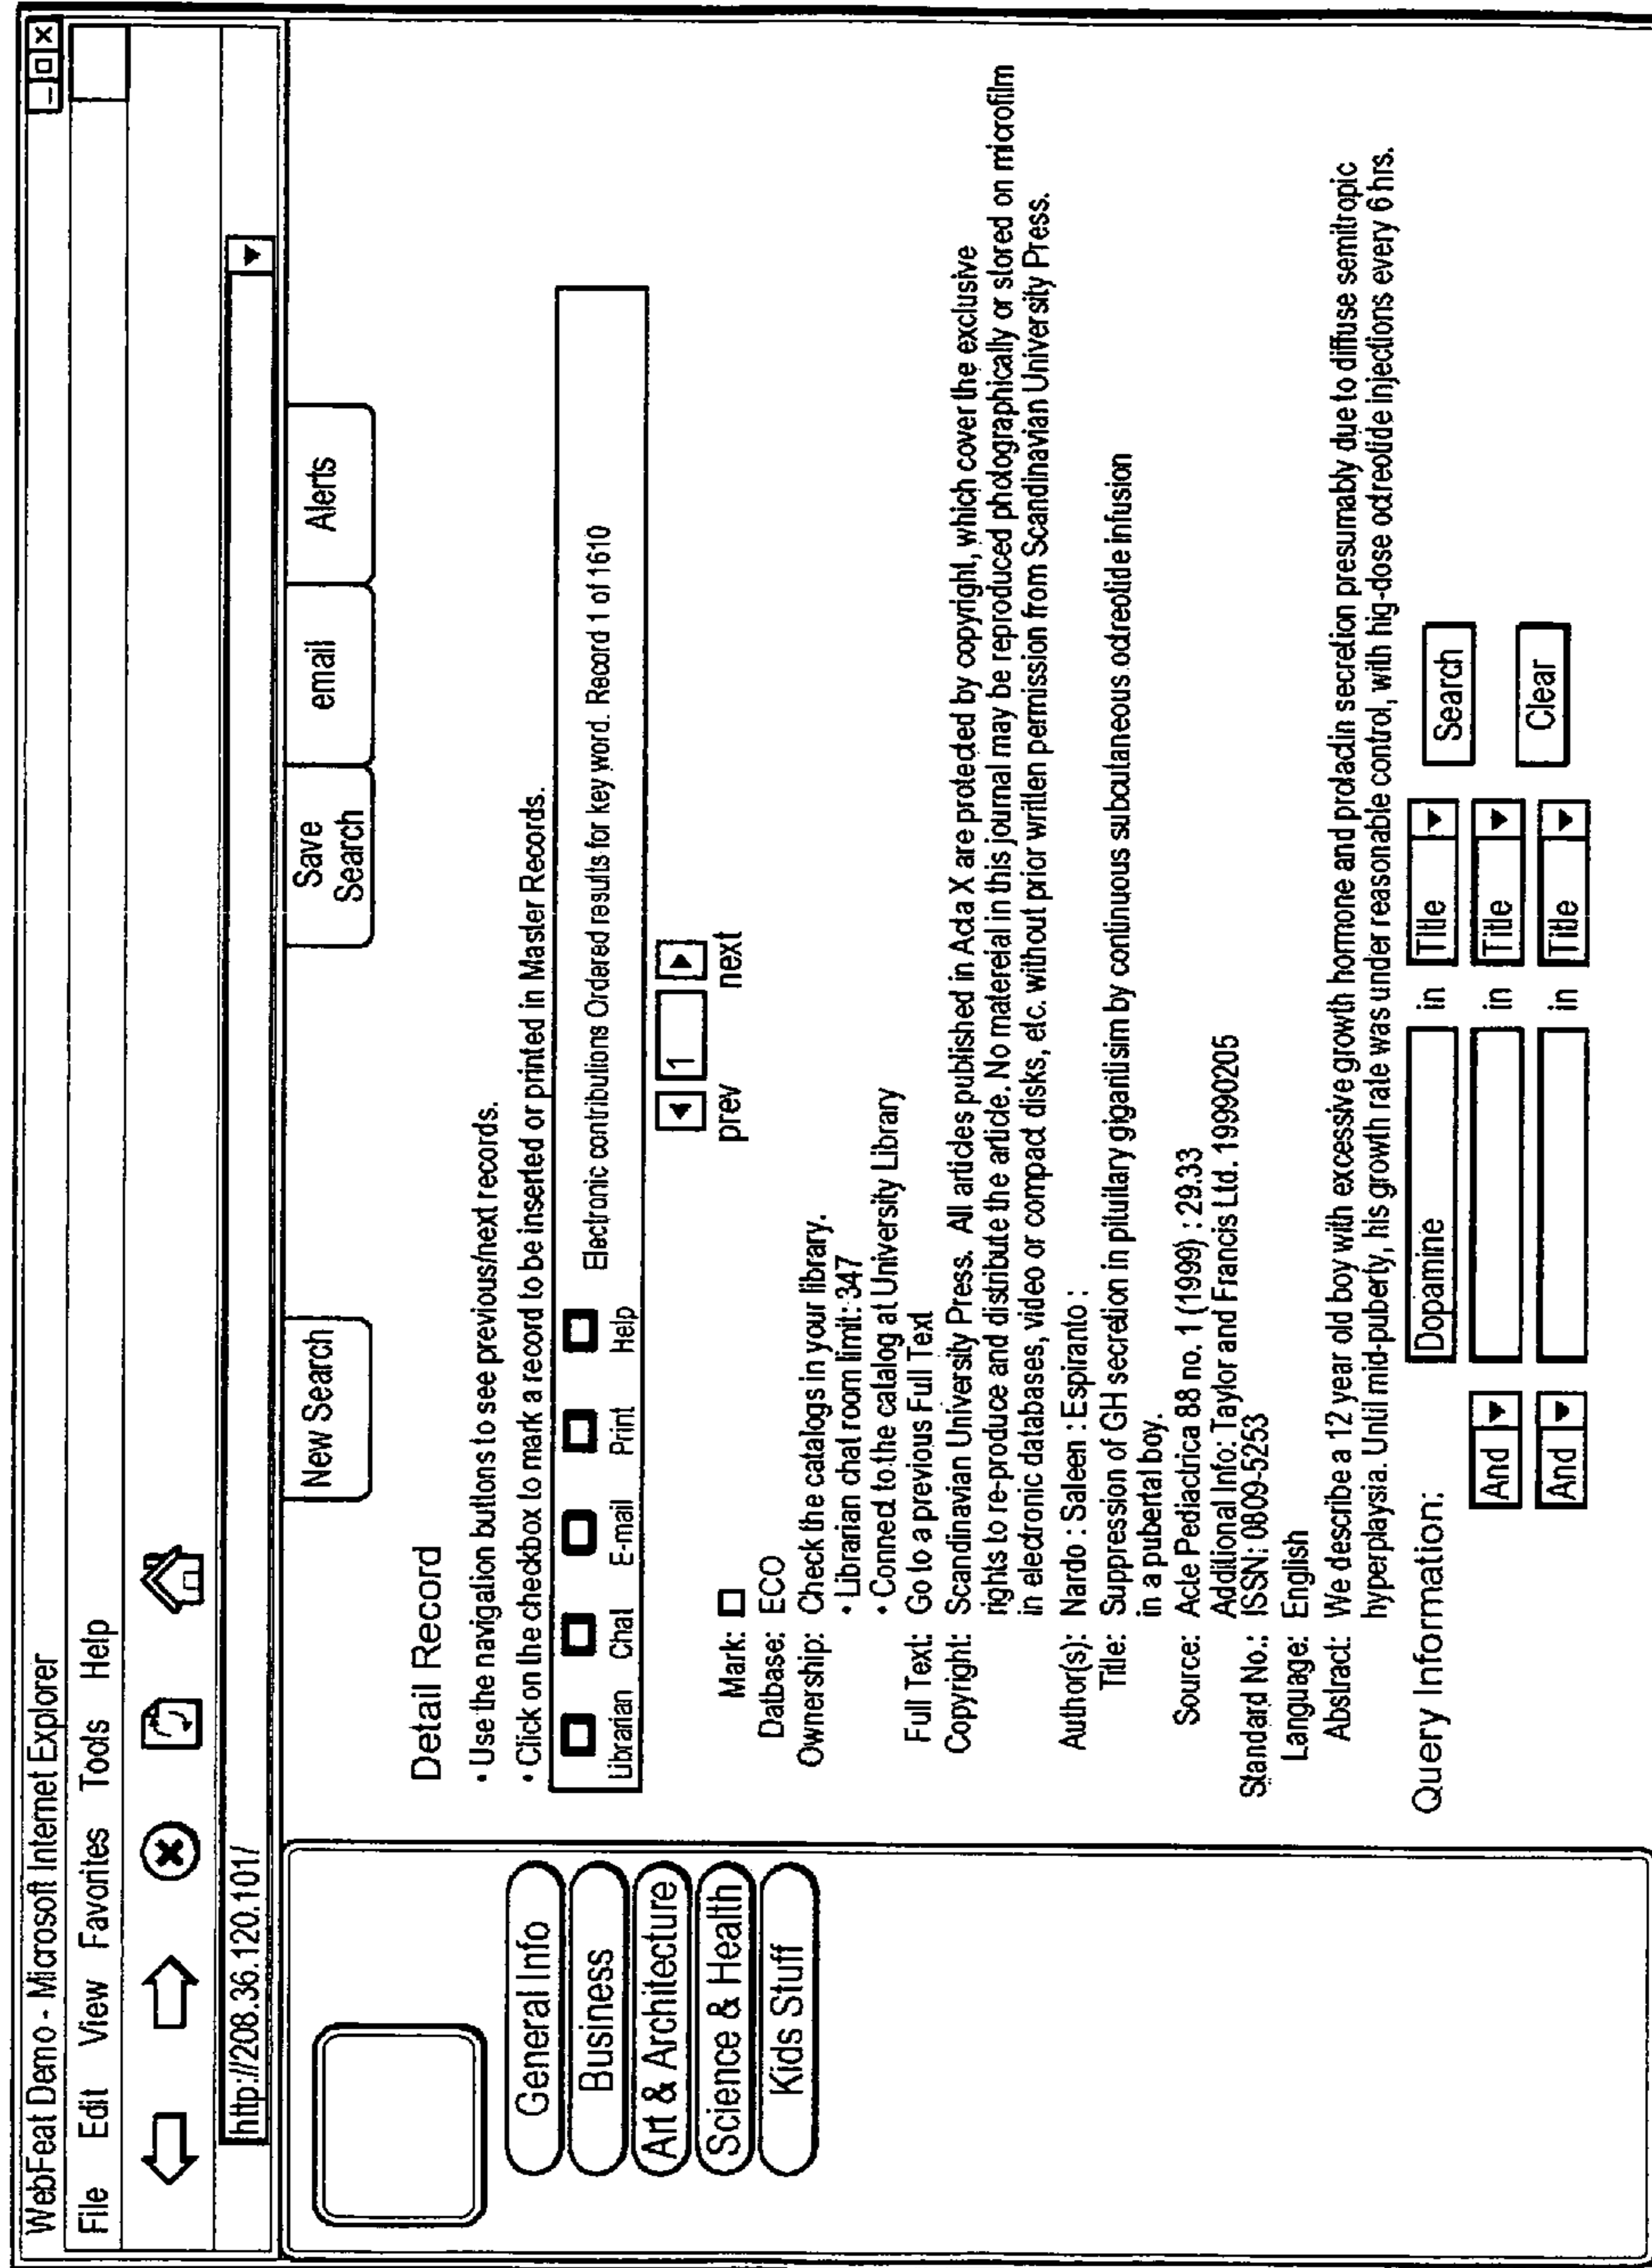 WebFeat Demo - Microsoft Internet Explorer
File Edit View Favorites Tools Help
http://208.36.120.101/
New Search
Save
Search
email
Alerts
General Info
Business
Art & Architecture
Science & Health
Kids Stuff
Detail Record
• Use the navigation buttons to see previous/next records.
• Click on the checkbox to mark a record to be inserted or printed in Master Records.
Librarian Chat E-mail Print Help
Electronic contributions Ordered results for key word. Record 1 of 1610
1
prev next
Mark:
Datbase: ECO
Ownership: Check the catalogs in your library.
• Librarian chat room limit: 347
• Conned to the catalog at University Library
Full Text: Go to a previous Full Text
Copyright: Scandinavian University Press. All articles published in Acta X are protected by copyright, which cover the exclusive
rights to re-produce and distribute the article. No matereial in this journal may be reproduced photographically or stored on microfilm
in electronic databases, video or compact disks, etc. without prior written permission from Scandinavian University Press.
Author(s): Nardo : Saleen : Espiranto :
Title: Suppression of GH secretion in pituitary gigantisim by continuous subcutaneous odreotide infusion
in a pubertal boy.
Source: Acle Pediactrica 88 no. 1 (1999) : 29.33
Additional Info: Taylor and Francis Ltd. 19990205
Standard No.: ISSN: 0809-5253
Language: English
Abstract: We describe a 12 year old boy with excessive growth hormone and proladin secretion presumably due to diffuse semitropic
hyperplaysia. Until mid-puberty, his growth rate was under reasonable control, with hig-dose odreotide injections every 6 hrs.
Query Information:
Dopamine in Title Search
And in Title
And in Title Clear